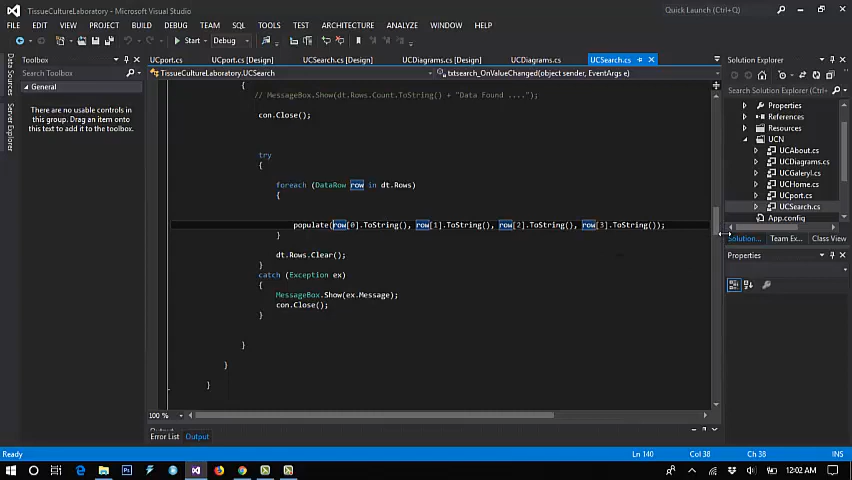 TissueCultureLaboratory - Microsoft Visual Studio
Quick Launch (Ctrl+Q)
FILE EDIT VIEW PROJECT BUILD DEBUG TEAM SQL TOOLS TEST ARCHITECTURE ANALYZE WINDOW HELP
Start Debug
Data Sources
Server Explorer
Toolbox
Search Toolbox
General
There are no usable controls in
this group. Drag an item onto
this text to add it to the toolbox.
UCport.cs UCport.cs [Design] UCSearch.cs [Design] UCDiagrams.cs [Design] UCDiagrams.cs UCSearch.cs
TissueCultureLaboratory.UCSearch txtsearch_OnValueChanged(object sender, EventArgs e)
{
// MessageBox.Show(dt.Rows.Count.ToString() + "Data Found ....");
con.Close();
try
{
foreach (DataRow row in dt.Rows)
{
populate(row[0].ToString(), row[1].ToString(), row[2].ToString(), row[3].ToString());
}
dt.Rows.Clear();
}
catch (Exception ex)
{
MessageBox.Show(ex.Message);
con.Close();
}
}
}
}
100 %
Output
Error List Output
Solution Explorer
Search Solution Explorer
Properties
References
Resources
UCN
UCAbout.cs
UCDiagrams.cs
UCGaleryl.cs
UCHome.cs
UCport.cs
UCSearch.cs
App.config
Solution... Team Ex... Class View
Properties
Ready Ln 140 Col 38 Ch 38 INS
12:02 AM